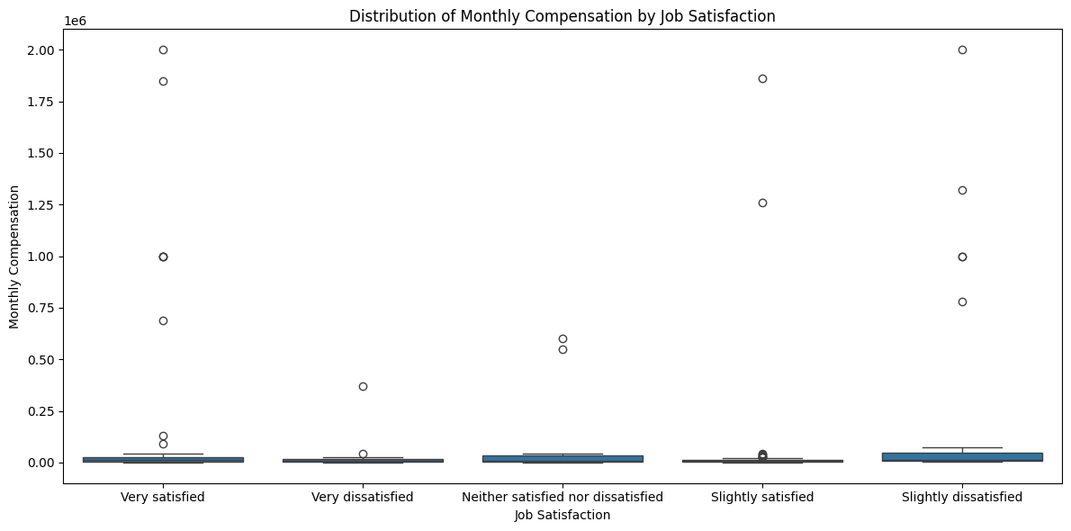 Distribution of Monthly Compensation by Job Satisfaction
1e6
Monthly Compensation
2.00
1.75
1.50
1.25
1.00
0.75
0.50
0.25
0.00
Very satisfied
Very dissatisfied
Neither satisfied nor dissatisfied
Slightly satisfied
Slightly dissatisfied
Job Satisfaction